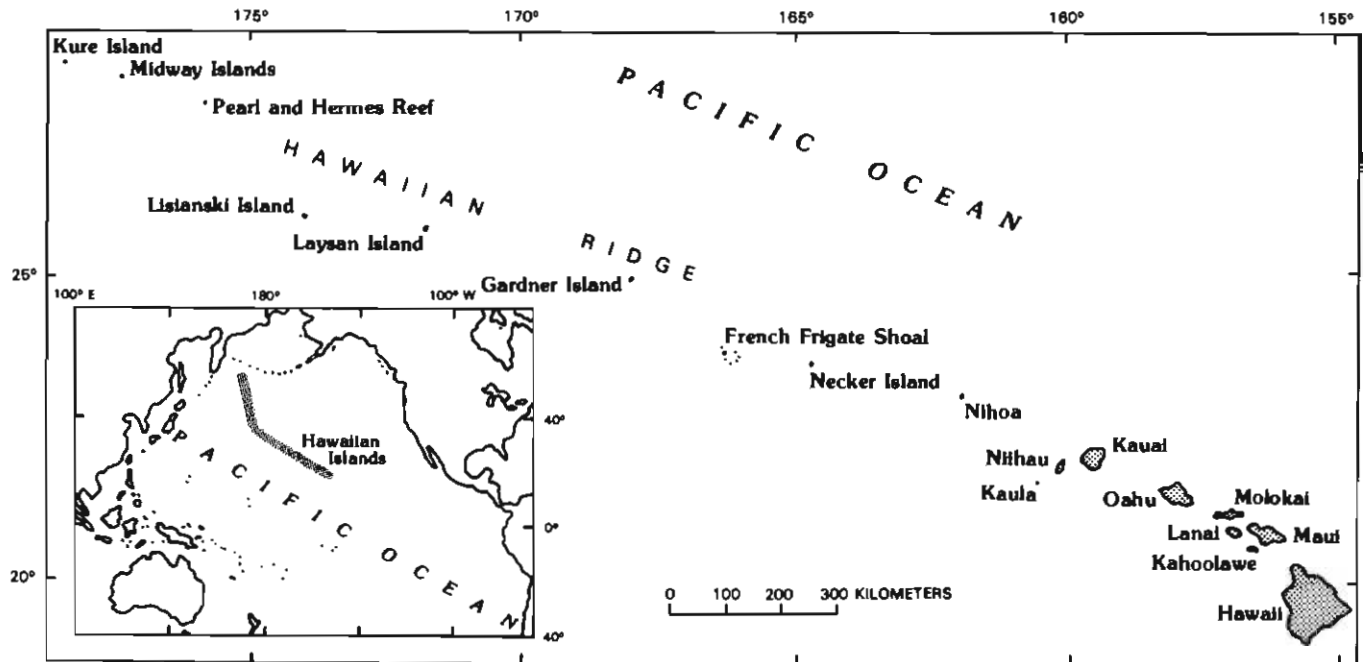 175° 170° 165° 160° 155°
Kure Island
Midway Islands
Pearl and Hermes Reef
PACIFIC OCEAN
HAWAIIAN RIDGE
Lisianski Island
Laysan Island
25°
Gardner Island
French Frigate Shoal
Necker Island
Nihoa
Kauai
Niihau
Kaula
Oahu
Molokai
Lanai
Maui
Kahoolawe
Hawaii
20°
0 100 200 300 KILOMETERS
100° E 180° 100° W
40°
Hawaiian
Islands
PACIFIC OCEAN
0°
40°